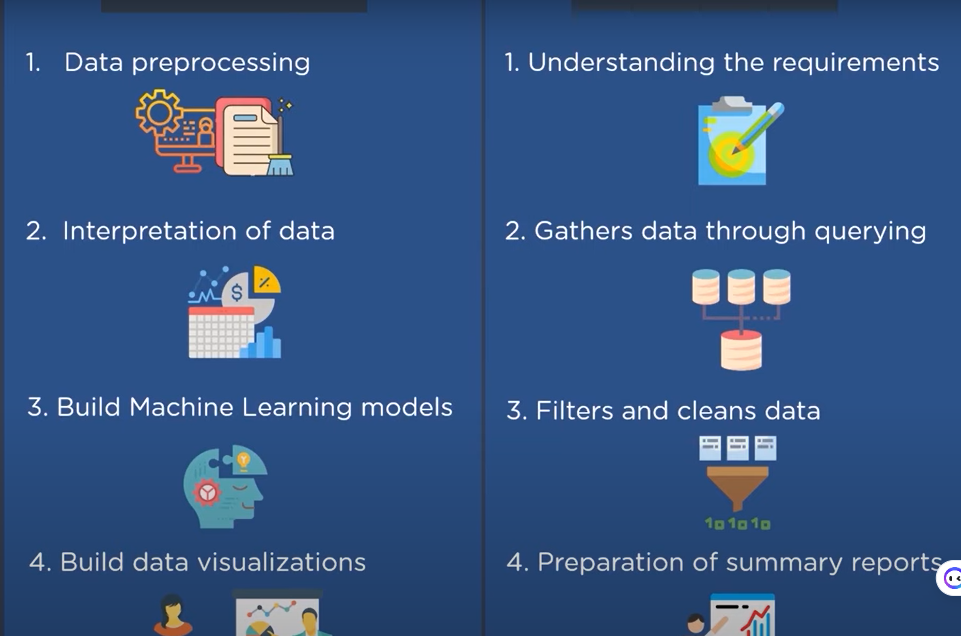 1. Data preprocessing
2. Interpretation of data
3. Build Machine Learning models
4. Build data visualizations
1. Understanding the requirements
2. Gathers data through querying
3. Filters and cleans data
101010
4. Preparation of summary reports